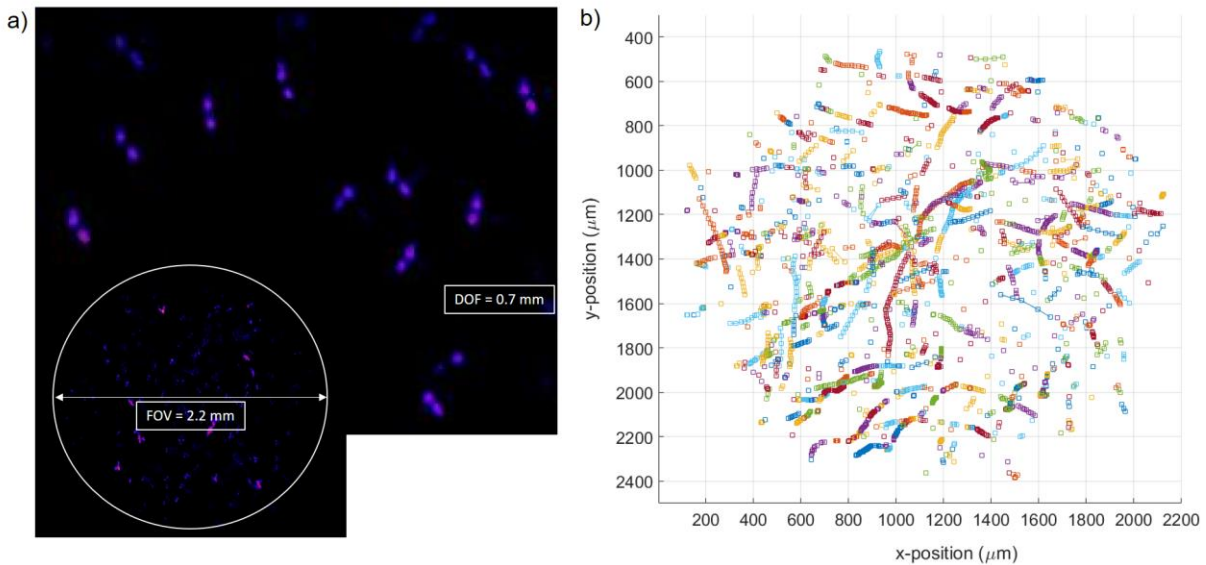 a)
DOF = 0.7 mm
FOV = 2.2 mm
b)
400
600
800
1000
1200
1400
1600
1800
2000
2200
2400
y-position (μm)
200 400 600 800 1000 1200 1400 1600 1800 2000 2200
x-position (μm)